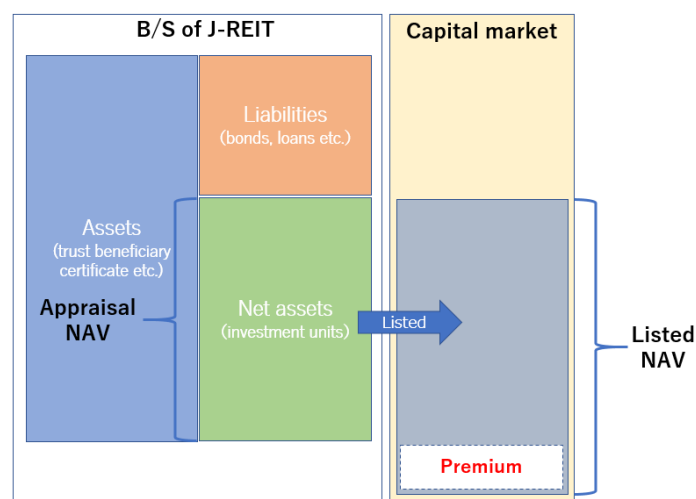 B/S of J-REIT
Capital market
Liabilities
(bonds, loans etc.)
Assets
(trust beneficiary
certificate etc.)
Appraisal
NAV
Net assets
(investment units)
Listed
Listed
NAV
Premium